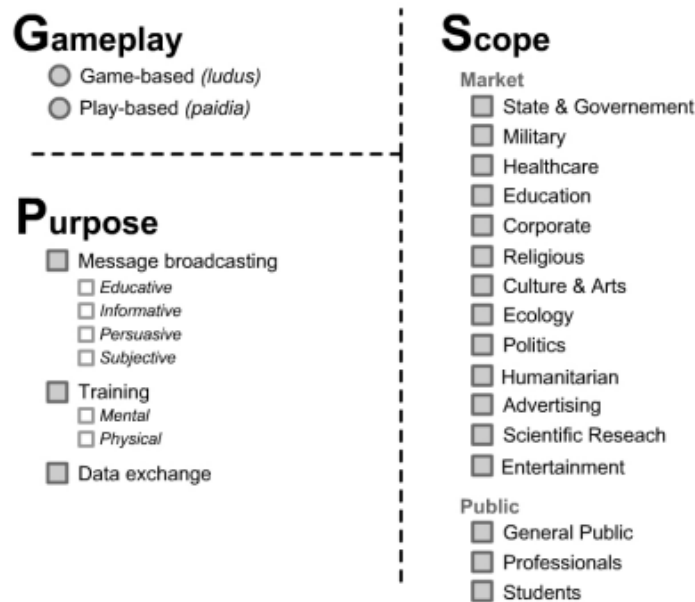 Gameplay
Game-based (ludus)
Play-based (paidia)
Purpose
Message broadcasting
Educative
Informative
Persuasive
Subjective
Training
Mental
Physical
Data exchange
Scope
Market
State & Governement
Military
Healthcare
Education
Corporate
Religious
Culture & Arts
Ecology
Politics
Humanitarian
Advertising
Scientific Reseach
Entertainment
Public
General Public
Professionals
Students